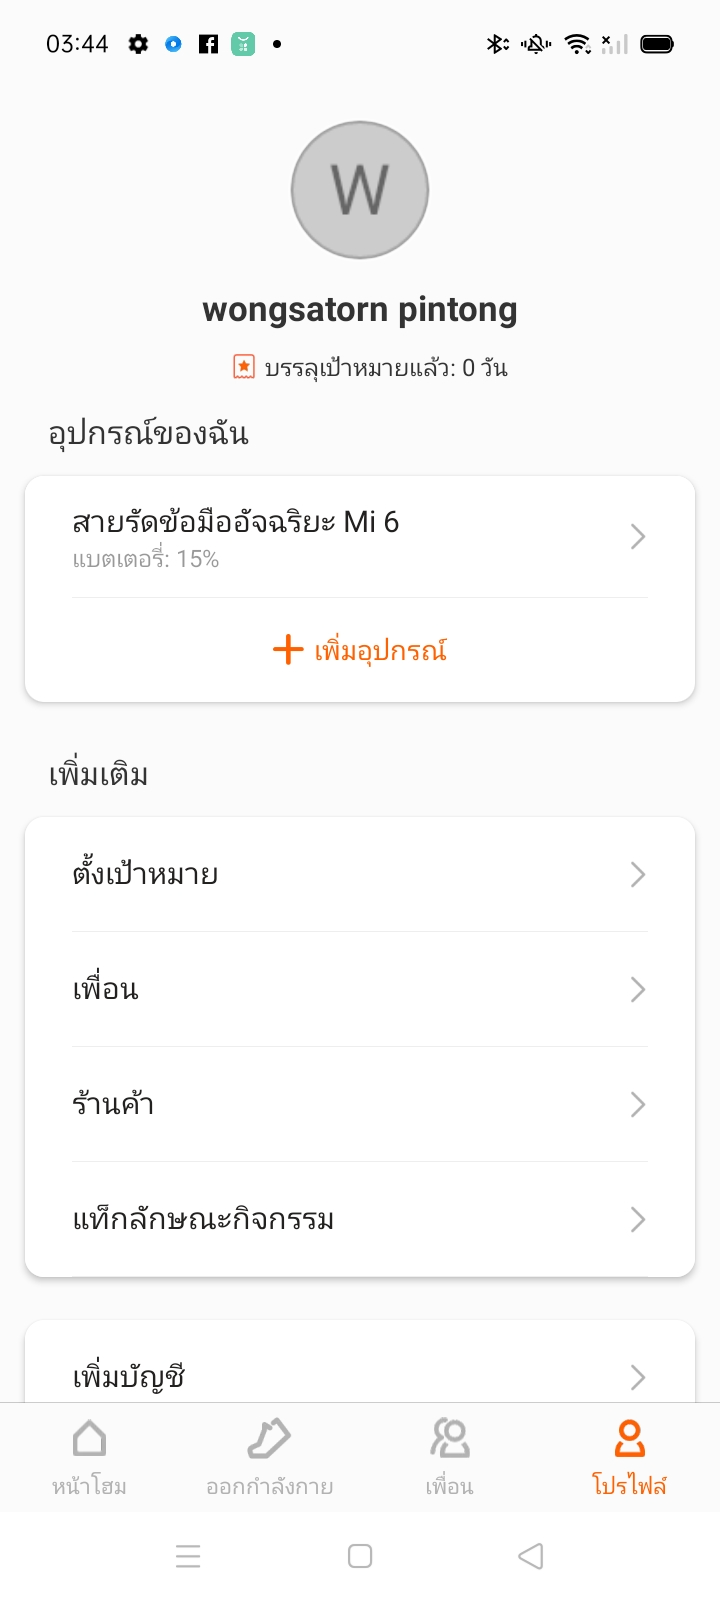 03:44
W
wongsatorn pintong
บรรลุเป้าหมายแล้ว: 0 วัน
อุปกรณ์ของฉัน
สายรัดข้อมืออัจฉริยะ Mi 6
แบตเตอรี่: 15%
เพิ่มอุปกรณ์
เพิ่มเติม
ตั้งเป้าหมาย
เพื่อน
ร้านค้า
แท็กลักษณะกิจกรรม
เพิ่มบัญชี
หน้าโฮม ออกกำลังกาย เพื่อน โปรไฟล์